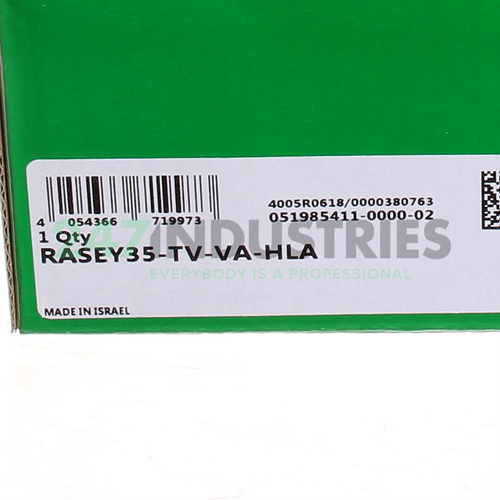 4 054366 719973
4005R0618/0000380763
051985411-0000-02
1 Qty
RASEY35-TV-VA-HLA
247INDUSTRIES
EVERYBODY IS A PROFESSIONAL
MADE IN ISRAEL